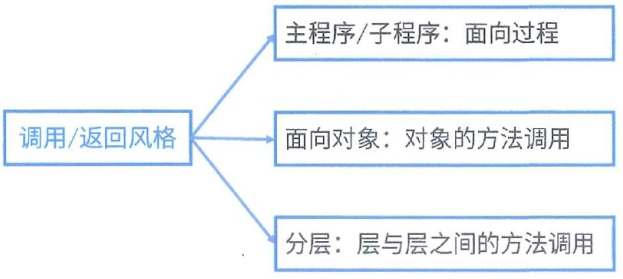 主程序/子程序：面向过程
调用/返回风格
面向对象：对象的方法调用
分层：层与层之间的方法调用